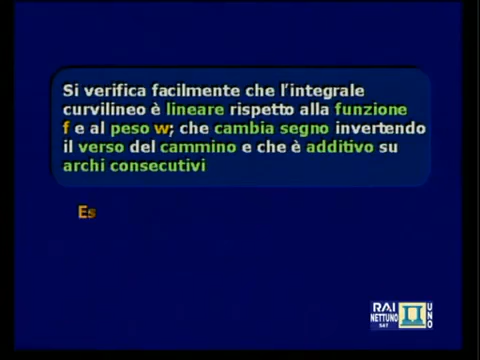 Si verifica facilmente che l'integrale
curvilineo è lineare rispetto alla funzione
f e al peso w; che cambia segno invertendo
il verso del cammino e che è additivo su
archi consecutivi
Es
RAI
NETTUNO
SAT
UNO